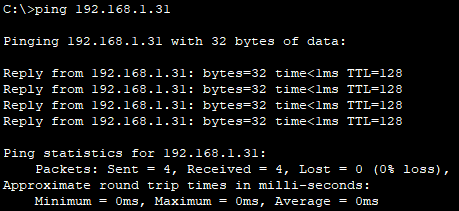 C:\>ping 192.168.1.31
Pinging 192.168.1.31 with 32 bytes of data:
Reply from 192.168.1.31: bytes=32 time<1ms TTL=128
Reply from 192.168.1.31: bytes=32 time<1ms TTL=128
Reply from 192.168.1.31: bytes=32 time<1ms TTL=128
Reply from 192.168.1.31: bytes=32 time<1ms TTL=128
Ping statistics for 192.168.1.31:
Packets: Sent = 4, Received = 4, Lost = 0 (0% loss),
Approximate round trip times in milli-seconds:
Minimum = 0ms, Maximum = 0ms, Average = 0ms